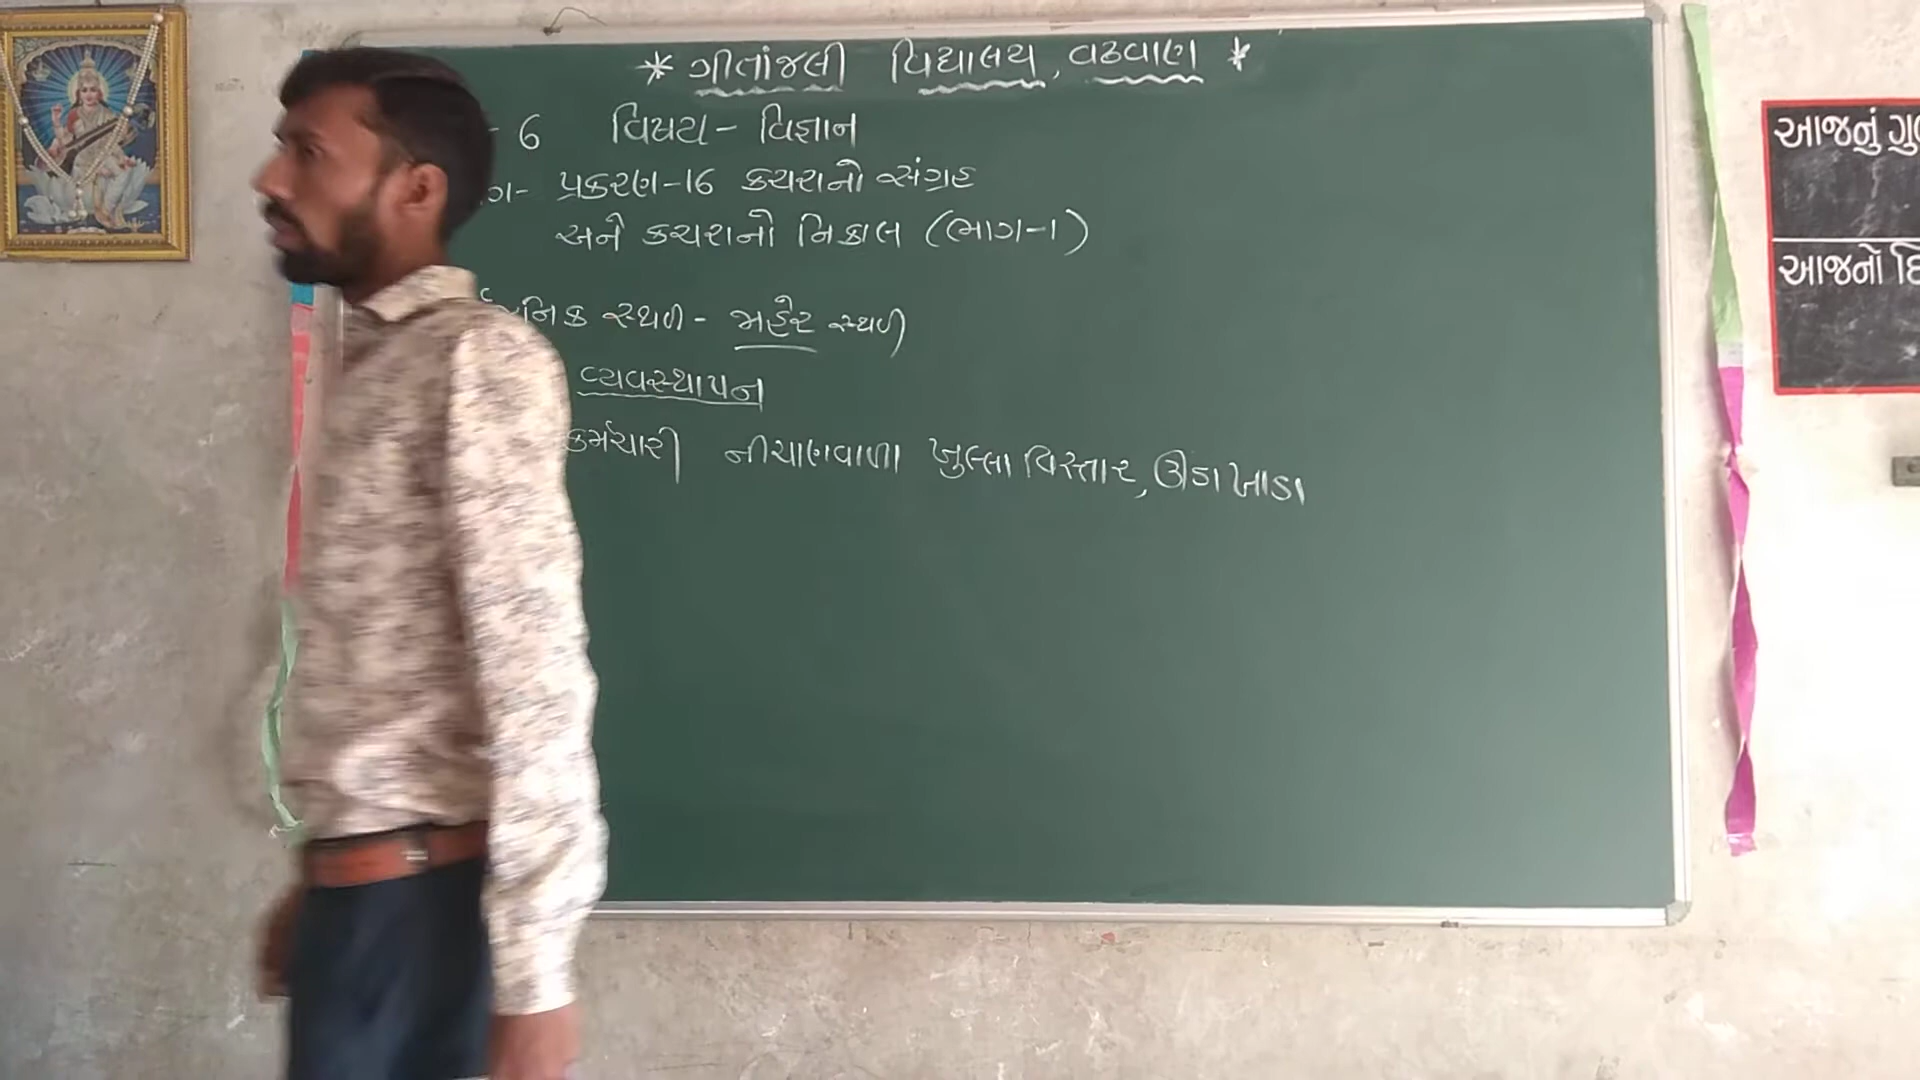 * ગીતાંજલી વિદ્યાલય, વઢવાણ *
- 6 વિષય - વિજ્ઞાન
પ્રકરણ-16 કચરાનો સંગ્રહ
અને કચરાનો નિકાલ (ભાગ-1)
સ્થળ - જાહેર સ્થળ
વ્યવસ્થાપન
કર્મચારી નીચાણવાળા ખુલ્લા વિસ્તાર, ઊંડા ખાડા
આજનું
આજનો